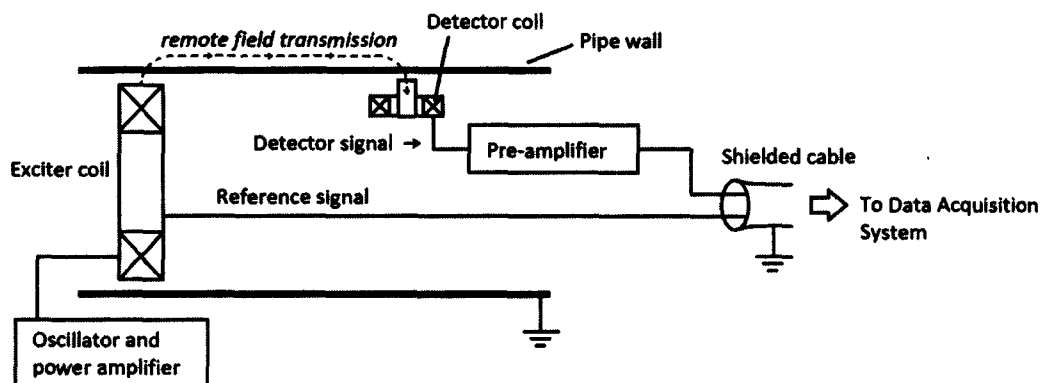 Detector coil
remote field transmission
Pipe wall
Detector signal →
Pre-amplifier
Shielded cable
Exciter coil
Reference signal
To Data Acquisition
System
Oscillator and
power amplifier